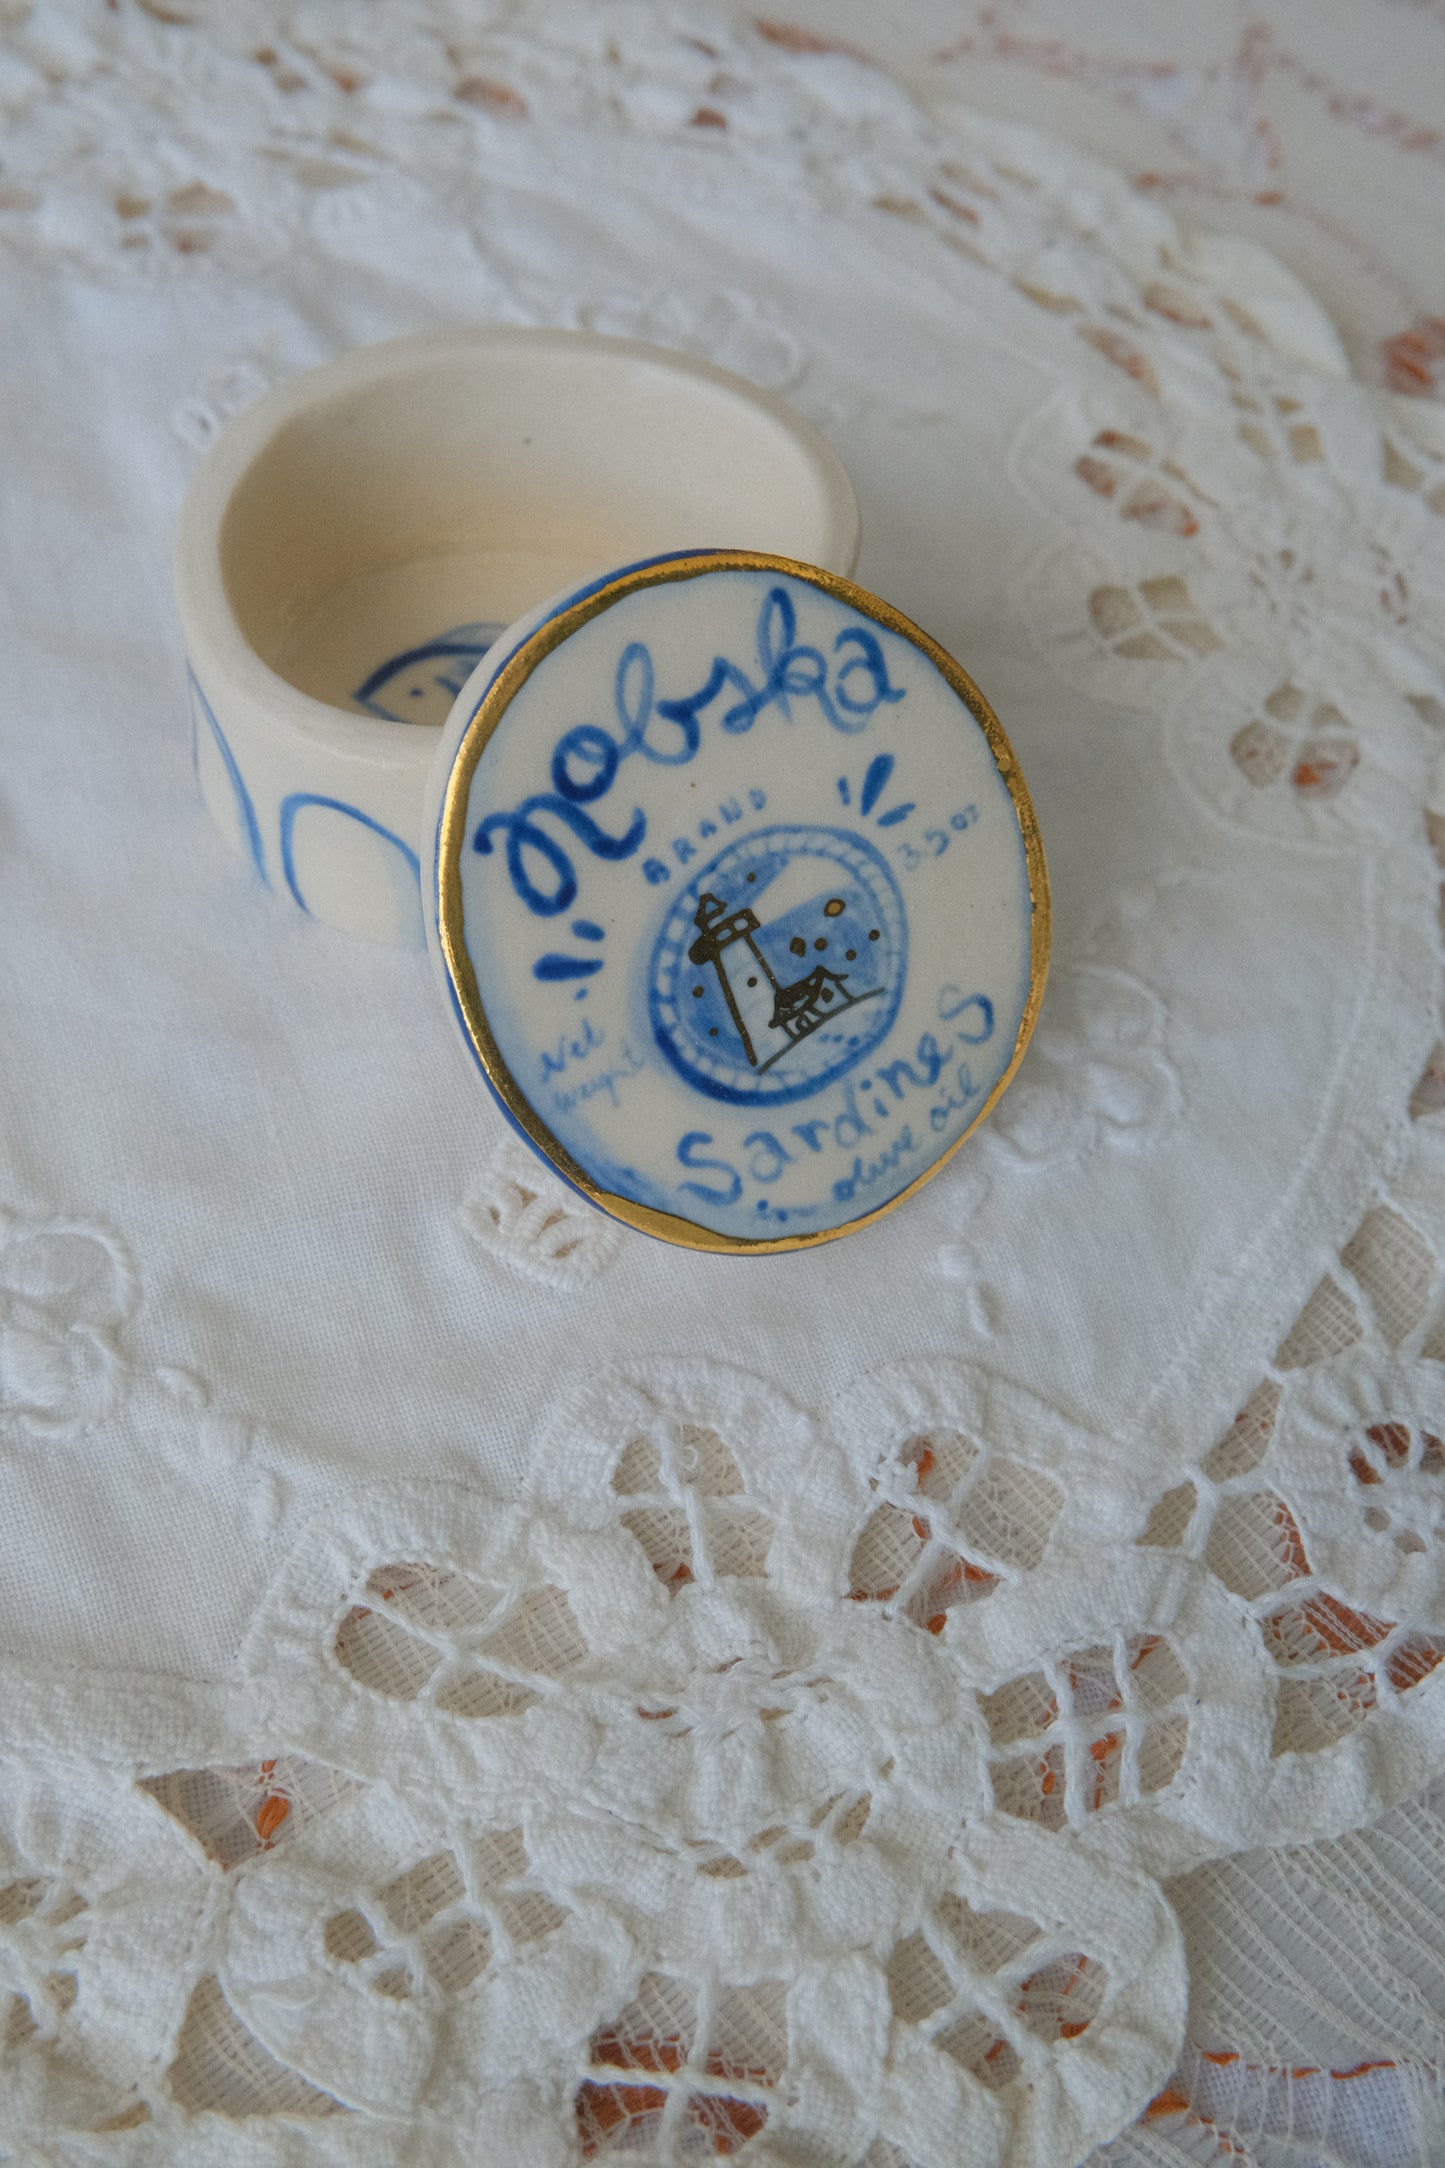 Nobska
BRAND
Net
Weight
3.5 oz
Sardines
in olive oil